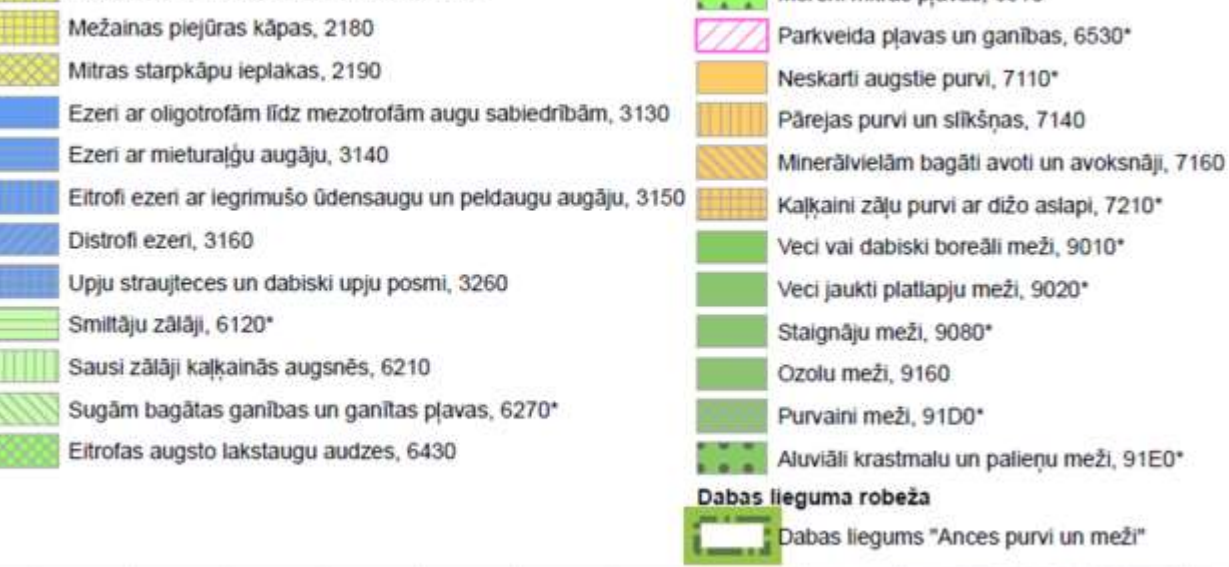 Mežainas piejūras kāpas, 2180
Mitras starpkāpu ieplakas, 2190
Ezeri ar oligotrofām līdz mezotrofām augu sabiedrībām, 3130
Ezeri ar mieturaļģu augāju, 3140
Eitrofi ezeri ar iegrimušo ūdensaugu un peldaugu augāju, 3150
Distrofi ezeri, 3160
Upju straujteces un dabiski upju posmi, 3260
Smiltāju zālāji, 6120*
Sausi zālāji kaļķainās augsnēs, 6210
Sugām bagātas ganības un ganītas pļavas, 6270*
Eitrofas augsto lakstaugu audzes, 6430
Parkveida pļavas un ganības, 6530*
Neskarti augstie purvi, 7110*
Pārejas purvi un slīkšņas, 7140
Minerālvielām bagāti avoti un avoksnāji, 7160
Kaļķaini zāļu purvi ar dižo aslapi, 7210*
Veci vai dabiski boreāli meži, 9010*
Veci jaukti platlapju meži, 9020*
Staignāju meži, 9080*
Ozolu meži, 9160
Purvaini meži, 91D0*
Aluviāli krastmalu un palieņu meži, 91E0*
Dabas lieguma robeža
Dabas liegums "Ances purvi un meži"